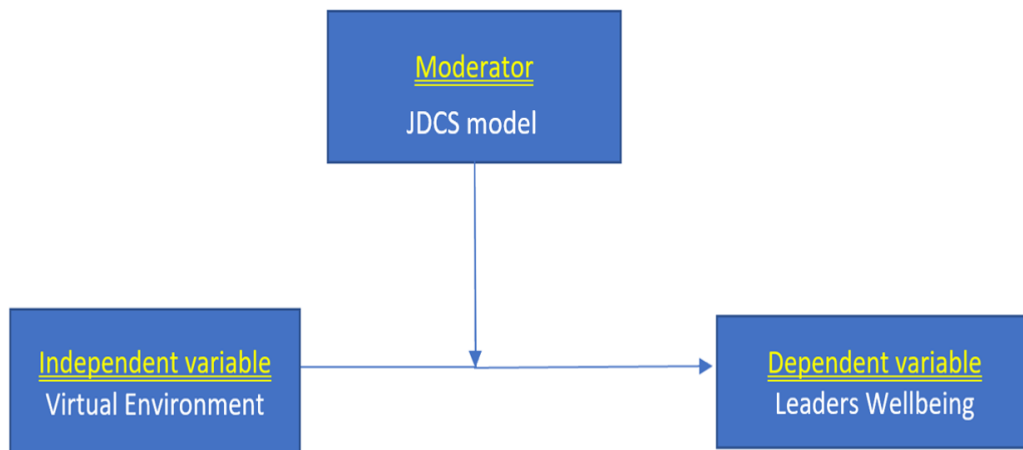 Moderator
JDCS model
Independent variable
Virtual Environment
Dependent variable
Leaders Wellbeing